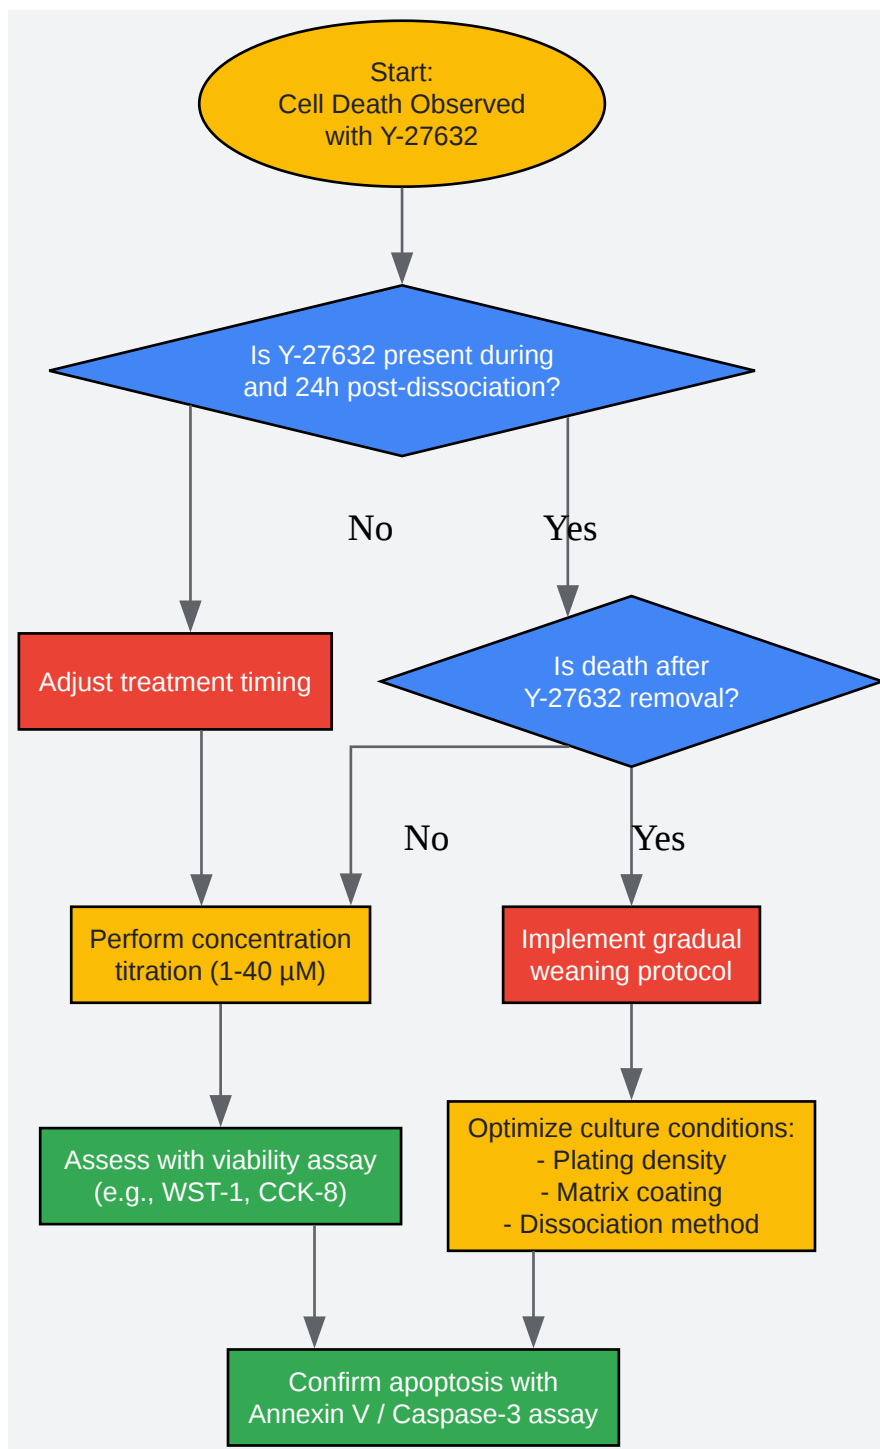 Start:
Cell Death Observed
with Y-27632
Is Y-27632 present during
and 24h post-dissociation?
No
Yes
Adjust treatment timing
Is death after
Y-27632 removal?
No
Yes
Perform concentration
titration (1-40 µM)
Implement gradual
weaning protocol
Assess with viability assay
(e.g., WST-1, CCK-8)
Optimize culture conditions:
- Plating density
- Matrix coating
- Dissociation method
Confirm apoptosis with
Annexin V / Caspase-3 assay